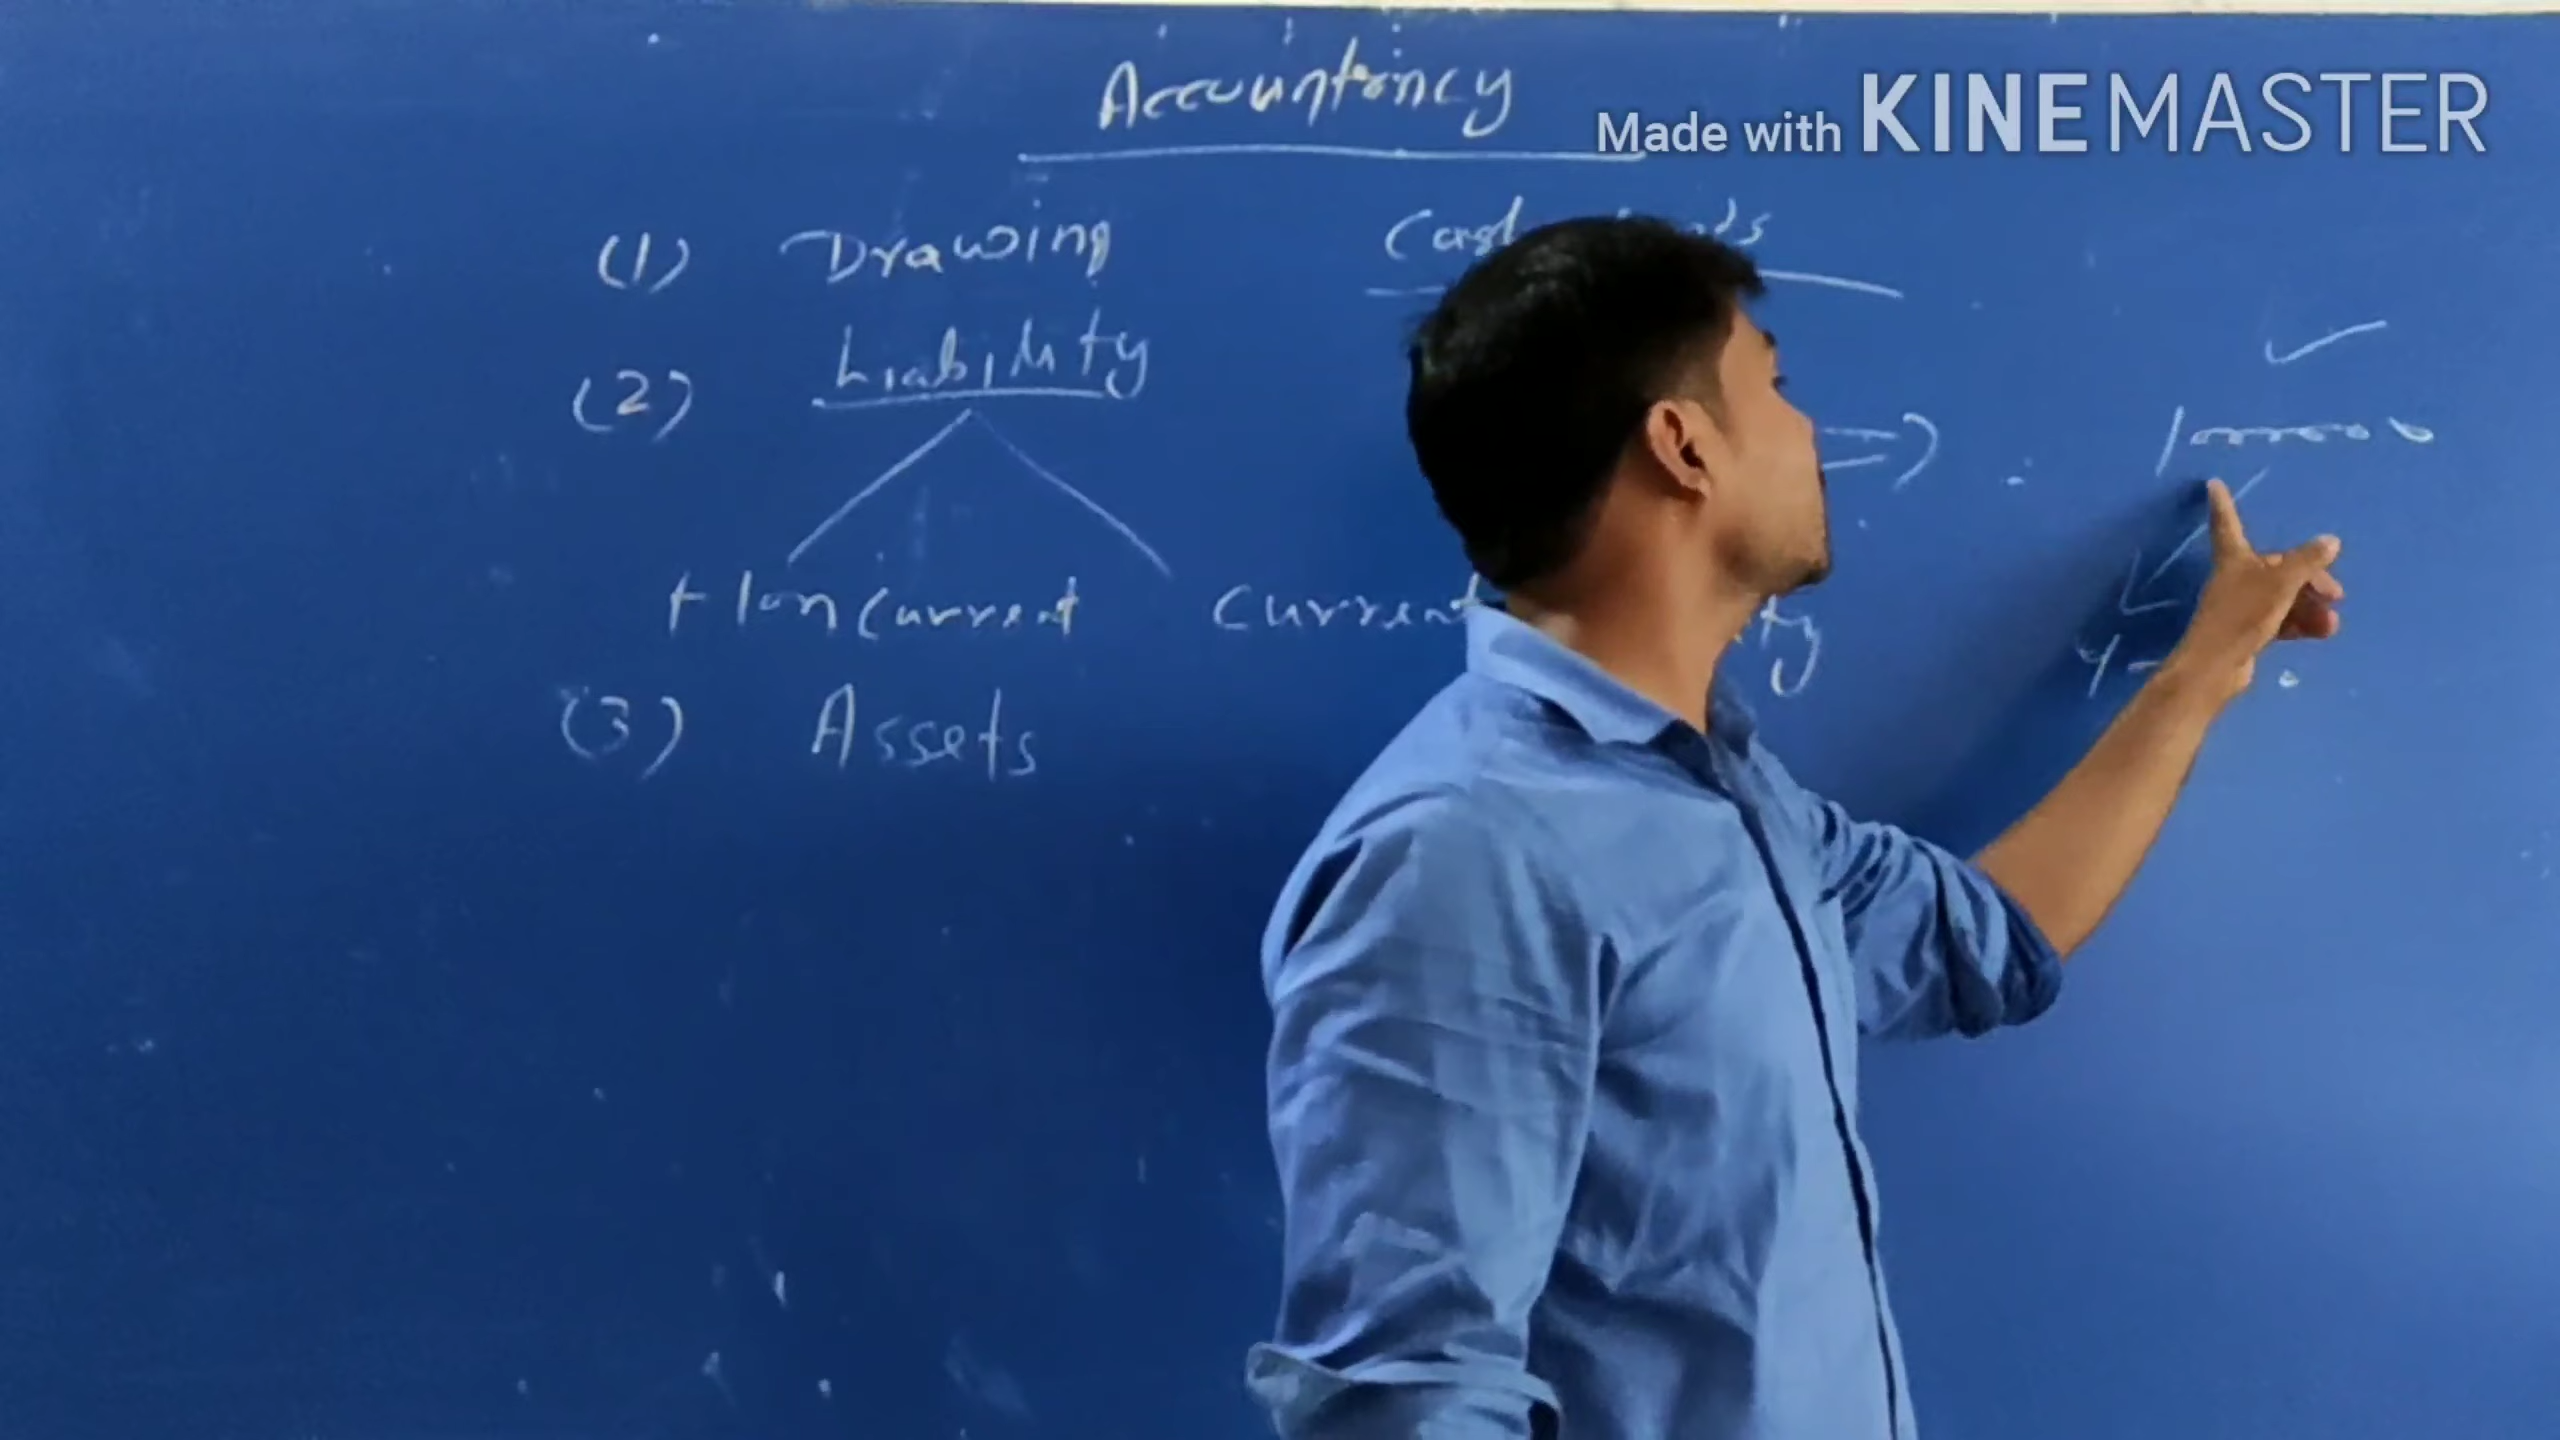 Accountancy
Made with KINEMASTER
(1) Drawing Cash
(2) Liability
Non Current Current
(3) Assets